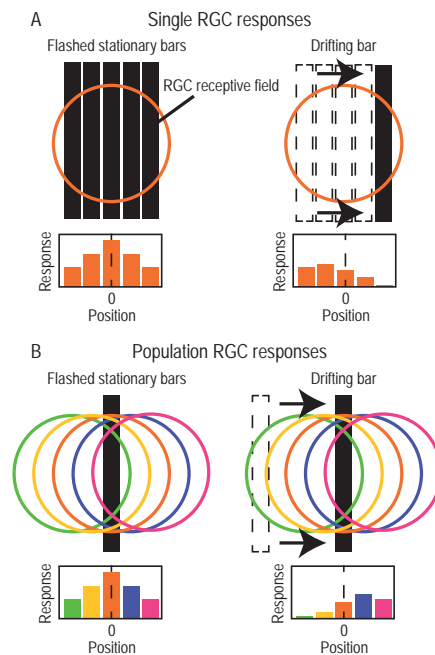 A Single RGC responses
Flashed stationary bars
Drifting bar
RGC receptive field
Response
0
Position
Response
0
Position
B Population RGC responses
Flashed stationary bars
Drifting bar
Response
0
Position
Response
0
Position